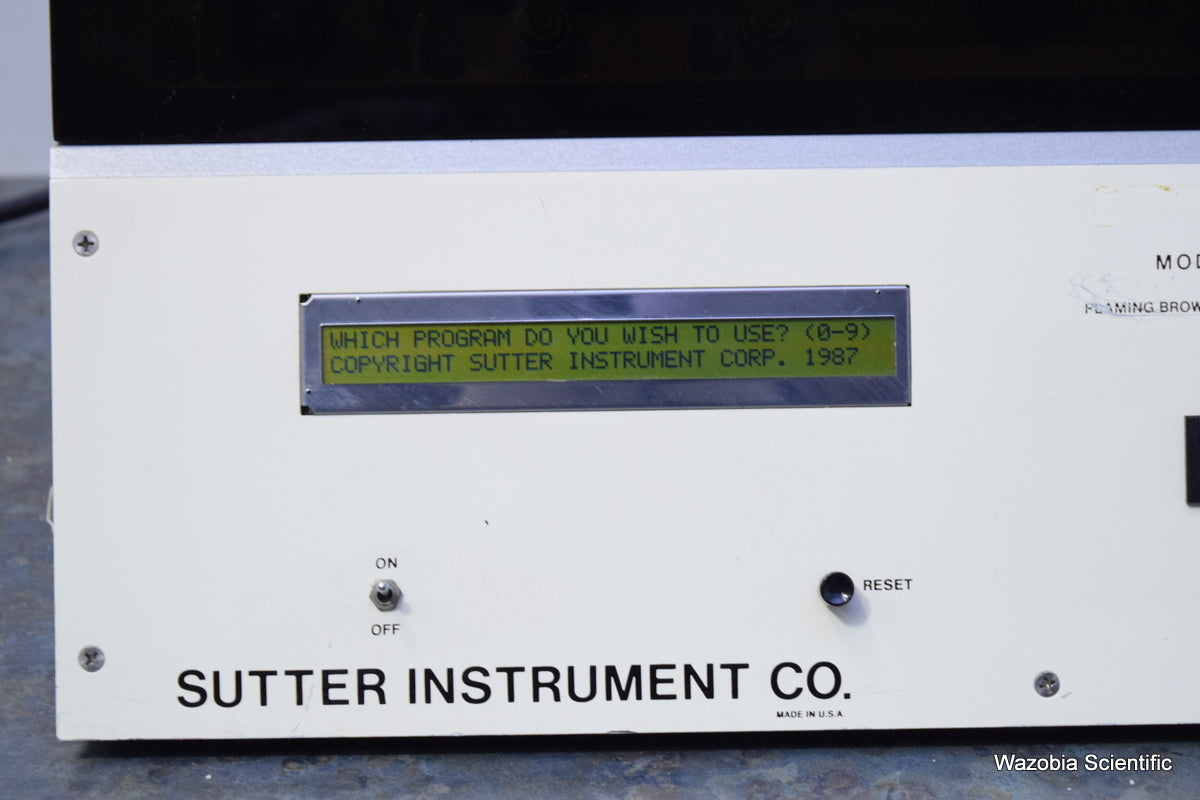 MOD
FLAMING BROW
WHICH PROGRAM DO YOU WISH TO USE? (0-9)
COPYRIGHT SUTTER INSTRUMENT CORP. 1987
ON
OFF
RESET
SUTTER INSTRUMENT CO.
MADE IN U.S.A.
Wazobia Scientific